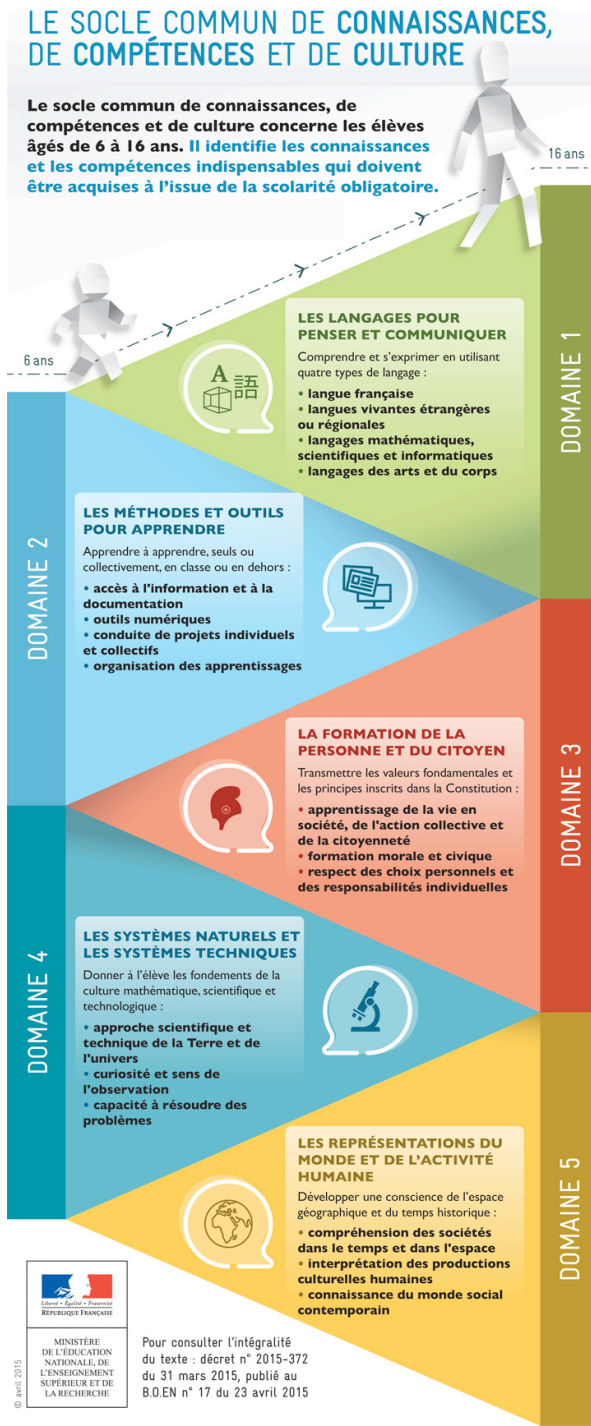 LE SOCLE COMMUN DE CONNAISSANCES,
DE COMPÉTENCES ET DE CULTURE
Le socle commun de connaissances, de
compétences et de culture concerne les élèves
âgés de 6 à 16 ans. Il identifie les connaissances
et les compétences indispensables qui doivent
être acquises à l'issue de la scolarité obligatoire.
16 ans
6 ans
DOMAINE 1
LES LANGAGES POUR
PENSER ET COMMUNIQUER
Comprendre et s'exprimer en utilisant
quatre types de langage :
• langue française
• langues vivantes étrangères
ou régionales
• langages mathématiques,
scientifiques et informatiques
• langages des arts et du corps
A 語
DOMAINE 2
LES MÉTHODES ET OUTILS
POUR APPRENDRE
Apprendre à apprendre, seuls ou
collectivement, en classe ou en dehors :
• accès à l'information et à la
documentation
• outils numériques
• conduite de projets individuels
et collectifs
• organisation des apprentissages
DOMAINE 3
LA FORMATION DE LA
PERSONNE ET DU CITOYEN
Transmettre les valeurs fondamentales et
les principes inscrits dans la Constitution :
• apprentissage de la vie en
société, de l'action collective et
de la citoyenneté
• formation morale et civique
• respect des choix personnels et
des responsabilités individuelles
DOMAINE 4
LES SYSTÈMES NATURELS ET
LES SYSTÈMES TECHNIQUES
Donner à l'élève les fondements de la
culture mathématique, scientifique et
technologique :
• approche scientifique et
technique de la Terre et de
l'univers
• curiosité et sens de
l'observation
• capacité à résoudre des
problèmes
DOMAINE 5
LES REPRÉSENTATIONS DU
MONDE ET DE L'ACTIVITÉ
HUMAINE
Développer une conscience de l'espace
géographique et du temps historique :
• compréhension des sociétés
dans le temps et dans l'espace
• interprétation des productions
culturelles humaines
• connaissance du monde social
contemporain
Liberté • Égalité • Fraternité
RÉPUBLIQUE FRANÇAISE
MINISTÈRE
DE L'ÉDUCATION
NATIONALE, DE
L'ENSEIGNEMENT
SUPÉRIEUR ET DE
LA RECHERCHE
© avril 2015
Pour consulter l'intégralité
du texte : décret n° 2015-372
du 31 mars 2015, publié au
B.O.EN n° 17 du 23 avril 2015